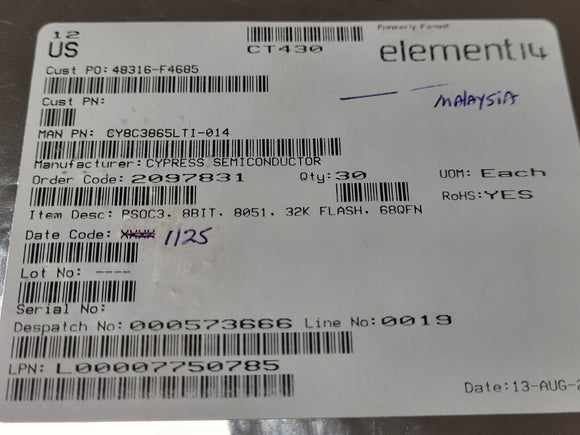 12
US
CT430
Formerly Farnell
element14
Cust PO: 48316-F4685
Cust PN:
MALAYSIA
MAN PN: CY8C3865LTI-014
Manufacturer: CYPRESS SEMICONDUCTOR
Order Code: 2097831 Qty: 30 UOM: Each
RoHS: YES
Item Desc: PSOC3, 8BIT, 8051, 32K FLASH, 68QFN
Date Code: XXXX 1125
Lot No: ----
Serial No:
Despatch No: 000573666 Line No: 0019
LPN: L00007750785
Date: 13-AUG-2